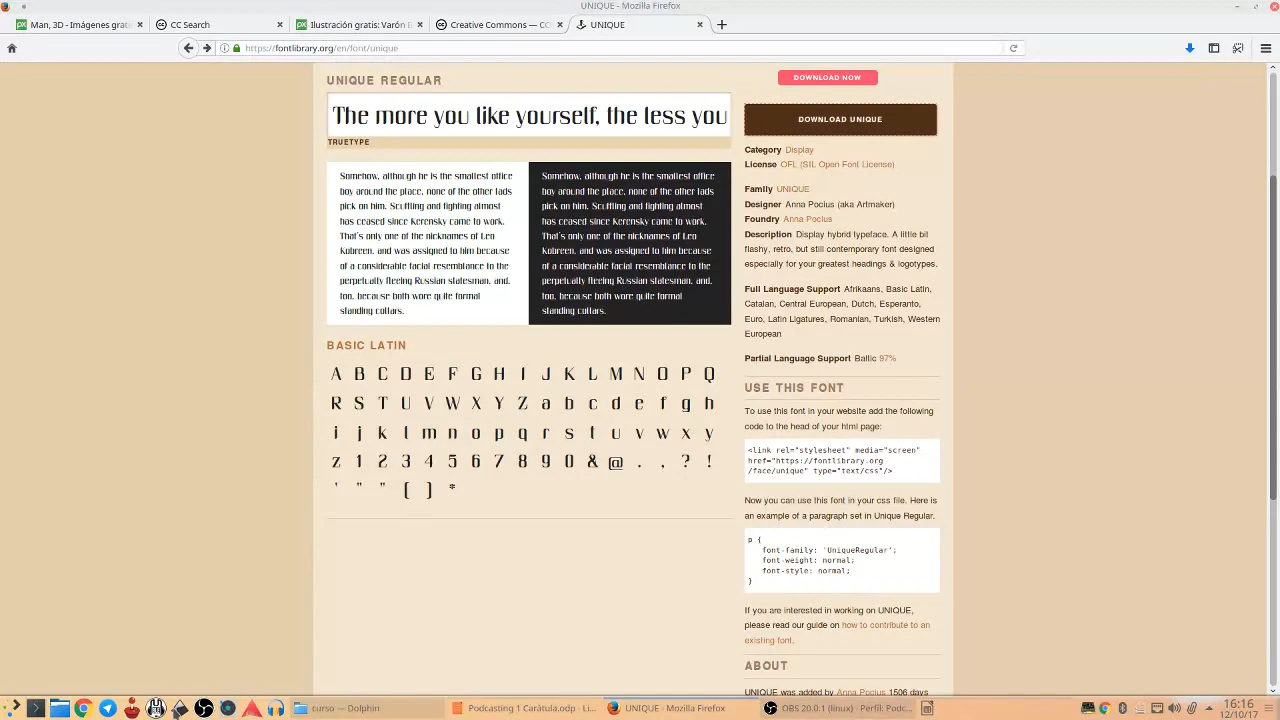 UNIQUE - Mozilla Firefox
Man, 3D - Imágenes grat
CC Search
Ilustración gratis: Varón E
Creative Commons — CC
UNIQUE
https://fontlibrary.org/en/font/unique
UNIQUE REGULAR
The more you like yourself, the less you
TRUETYPE
Somehow, although he is the smallest office
boy around the place, none of the other lads
pick on him. Scuffling and fighting almost
has ceased since Kerensky came to work.
That's only one of the nicknames of Leo
Kobreen, and was assigned to him because
of a considerable facial resemblance to the
perpetually fleeing Russian statesman, and,
too, because both wore quite formal
standing collars.
Somehow, although he is the smallest office
boy around the place, none of the other lads
pick on him. Scuffling and fighting almost
has ceased since Kerensky came to work.
That's only one of the nicknames of Leo
Kobreen, and was assigned to him because
of a considerable facial resemblance to the
perpetually fleeing Russian statesman, and,
too, because both wore quite formal
standing collars.
BASIC LATIN
A B C D E F G H I J K L M N O P Q
R S T U V W X Y Z a b c d e f g h
i j k l m n o p q r s t u v w x y
z 1 2 3 4 5 6 7 8 9 0 & @ . , ? !
' " " ( ) *
DOWNLOAD NOW
DOWNLOAD UNIQUE
Category Display
License OFL (SIL Open Font License)
Family UNIQUE
Designer Anna Pocius (aka Artmaker)
Foundry Anna Pocius
Description Display hybrid typeface. A little bit
flashy, retro, but still contemporary font designed
especially for your greatest headings & logotypes.
Full Language Support Afrikaans, Basic Latin,
Catalan, Central European, Dutch, Esperanto,
Euro, Latin Ligatures, Romanian, Turkish, Western
European
Partial Language Support Baltic 97%
USE THIS FONT
To use this font in your website add the following
code to the head of your html page:
<link rel="stylesheet" media="screen"
href="https://fontlibrary.org
/face/unique" type="text/css"/>
Now you can use this font in your css file. Here is
an example of a paragraph set in Unique Regular.
p {
font-family: 'UniqueRegular';
font-weight: normal;
font-style: normal;
}
If you are interested in working on UNIQUE,
please read our guide on how to contribute to an
existing font.
ABOUT
UNIQUE was added by Anna Pocius 1506 days
curso — Dolphin
Podcasting 1 Carátula.odp - Li...
UNIQUE - Mozilla Firefox
OBS 20.0.1 (linux) - Perfil: Podc...
16:16
12/10/17